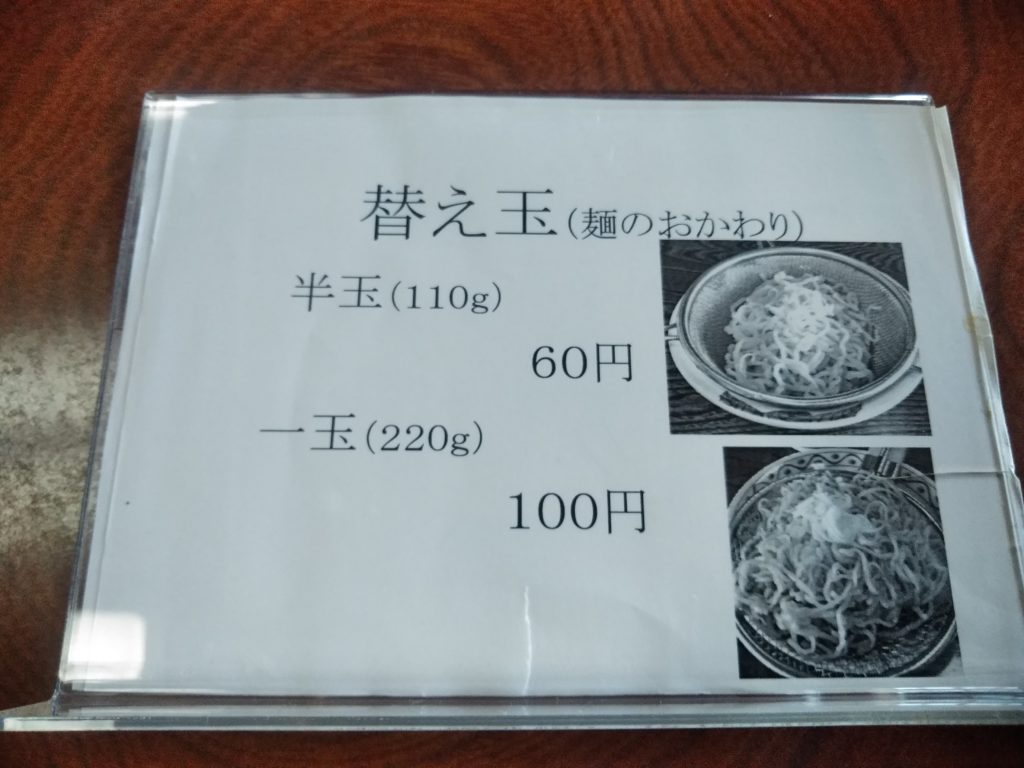 替え玉(麺のおかわり)
半玉(110g)
60円
一玉(220g)
100円